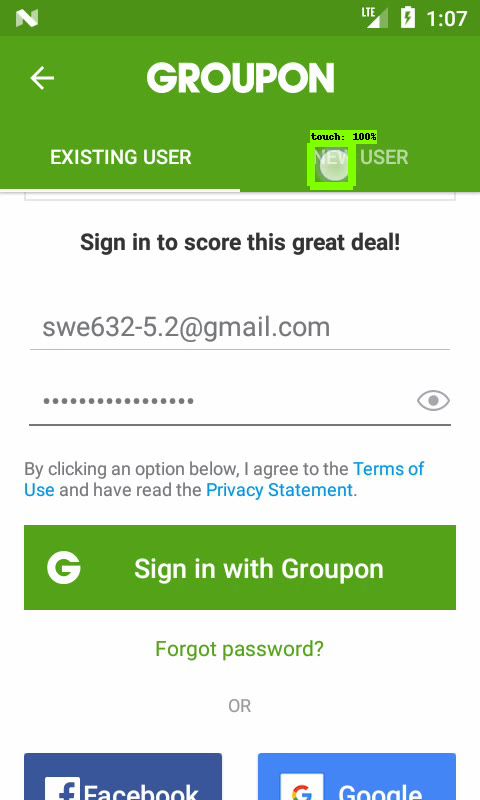 LTE
1:07
GROUPON
touch: 100%
EXISTING USER
NEW USER
Sign in to score this great deal!
swe632-5.2@gmail.com
•••••••••••••••••
By clicking an option below, I agree to the Terms of
Use and have read the Privacy Statement.
G Sign in with Groupon
Forgot password?
OR
Facebook
G Google